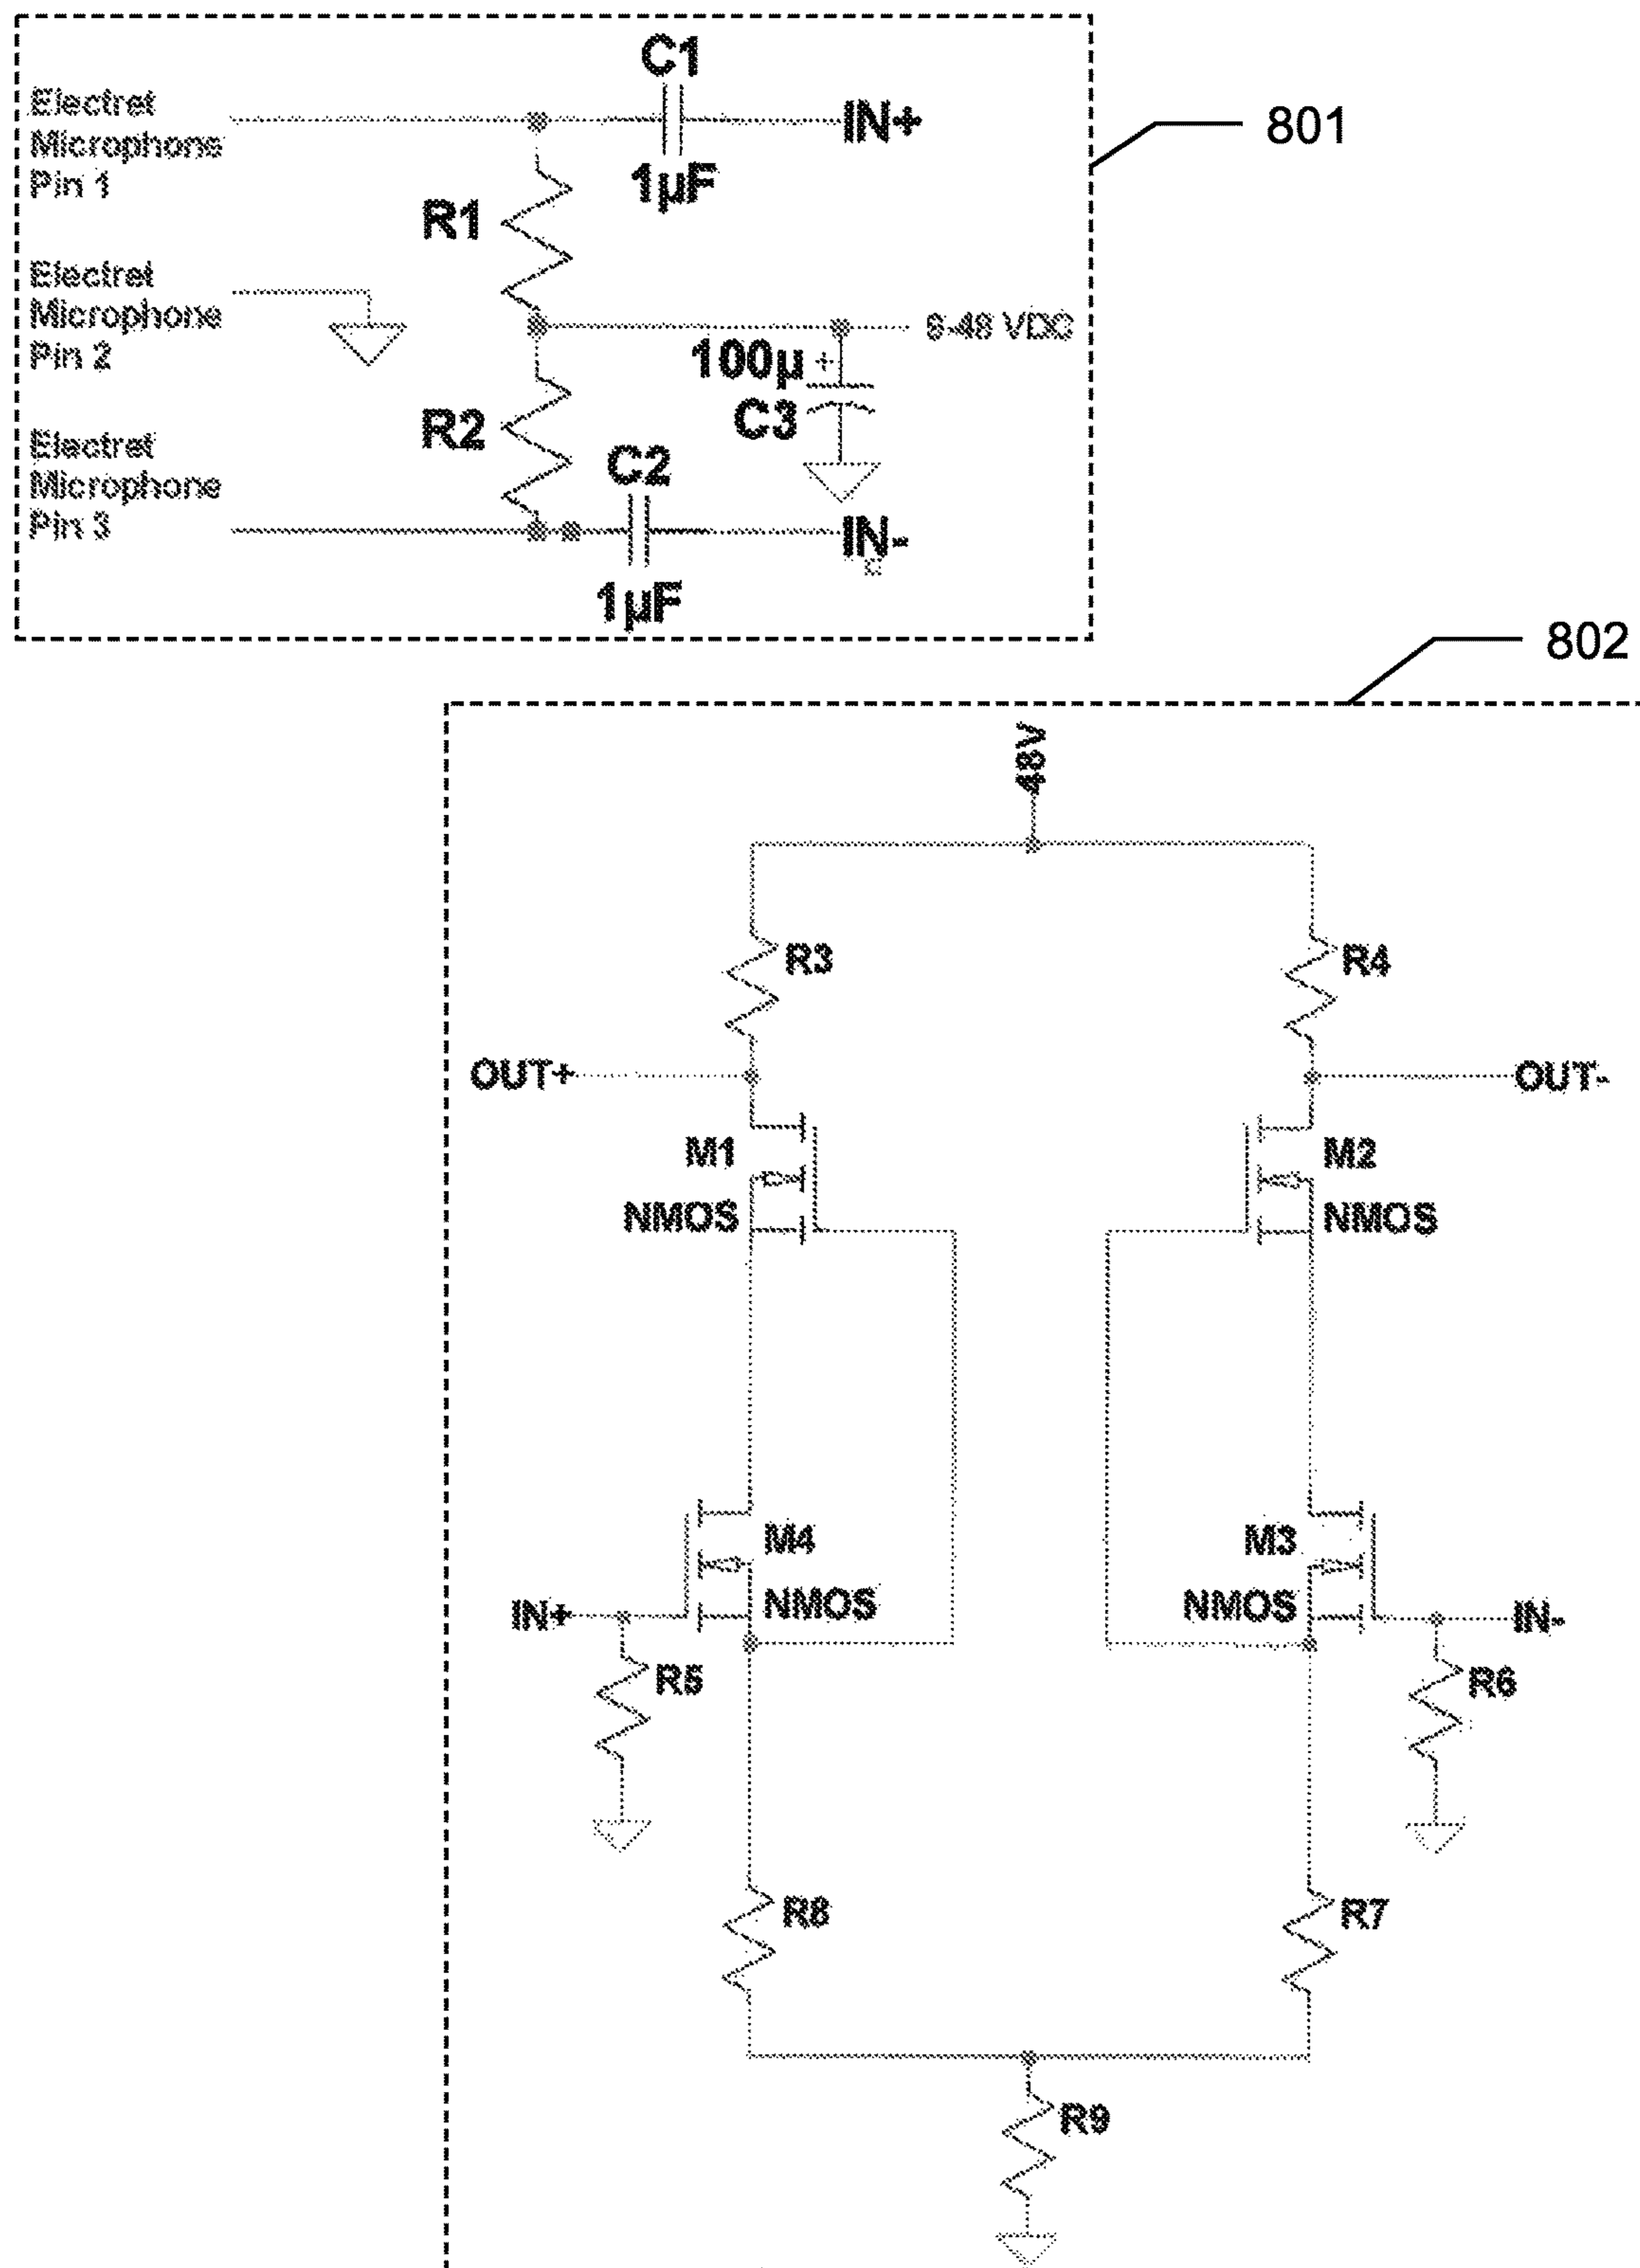 C1
Electret
Microphone
Pin 1
IN+
801
1µF
R1
Electret
Microphone
Pin 2
6-48 VDC
100µ +
C3
R2
Electret
Microphone
Pin 3
C2
IN-
1µF
802
48V
R3
R4
OUT+
OUT-
M1
M2
NMOS
NMOS
M4
M3
NMOS
NMOS
IN+
IN-
R5
R6
R8
R7
R9